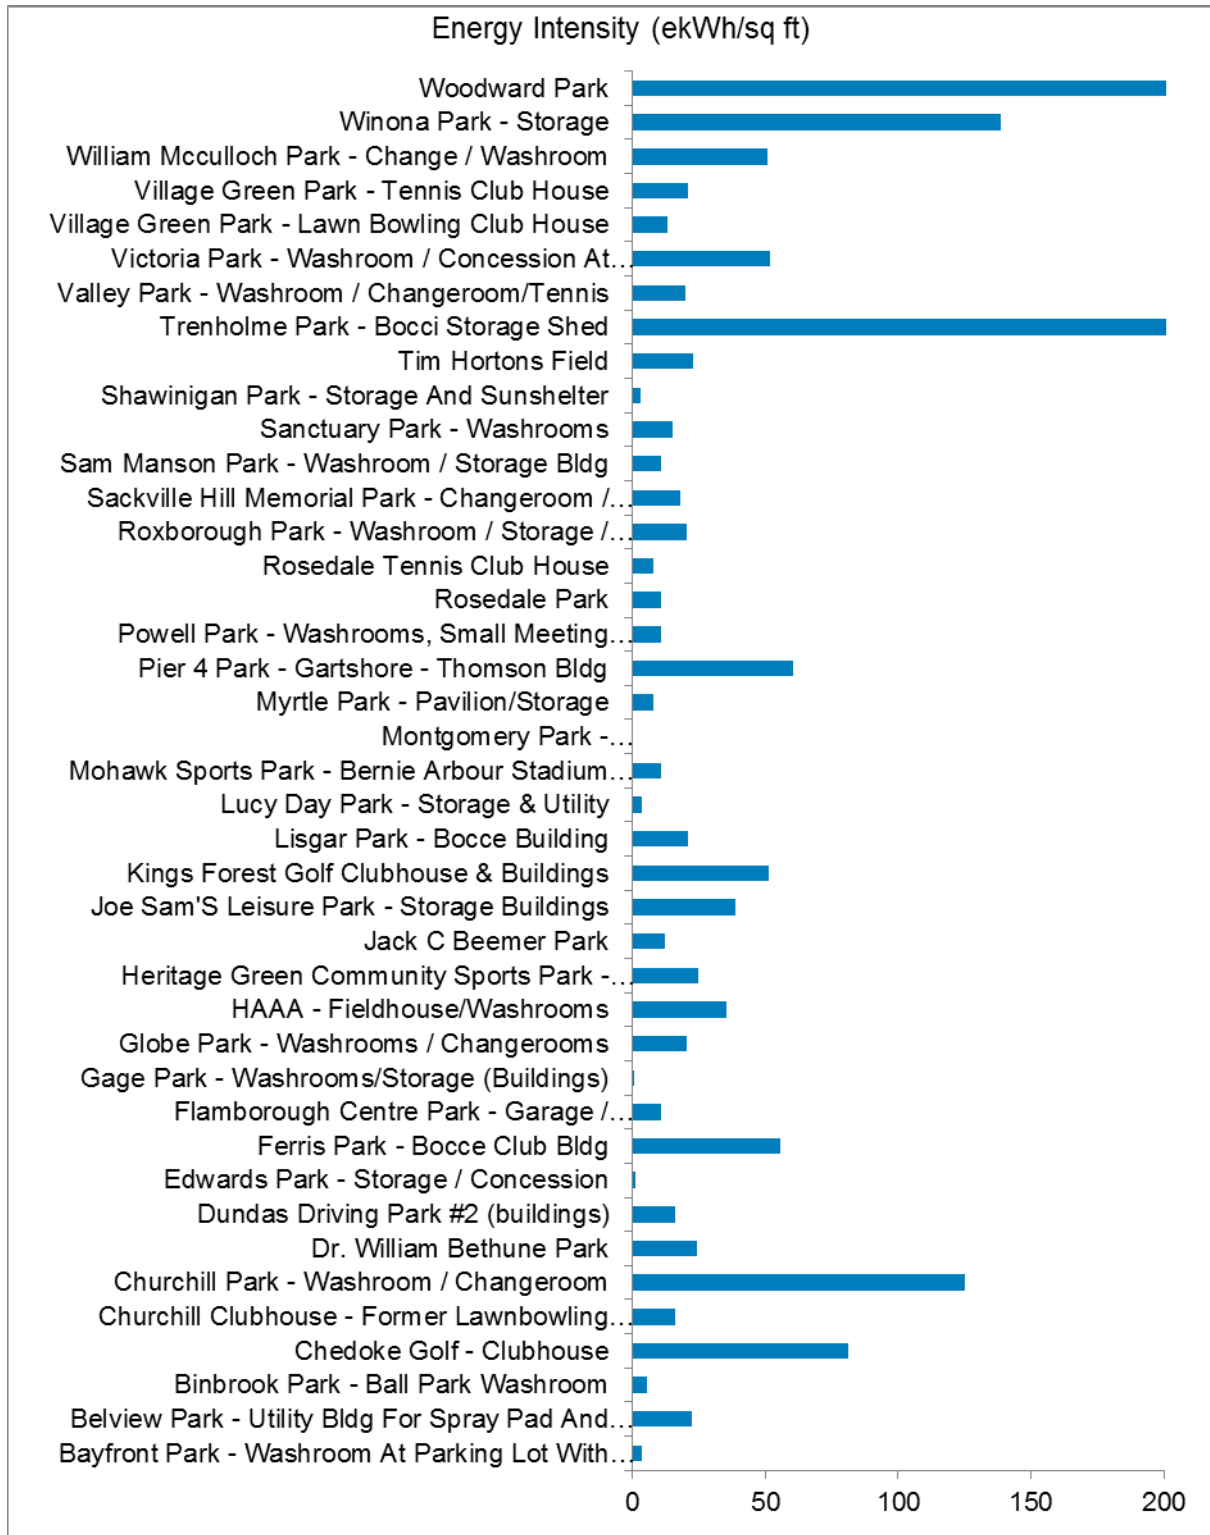 Energy Intensity (ekWh/sq ft)
Woodward Park
Winona Park - Storage
William Mcculloch Park - Change / Washroom
Village Green Park - Tennis Club House
Village Green Park - Lawn Bowling Club House
Victoria Park - Washroom / Concession At...
Valley Park - Washroom / Changeroom/Tennis
Trenholme Park - Bocci Storage Shed
Tim Hortons Field
Shawinigan Park - Storage And Sunshelter
Sanctuary Park - Washrooms
Sam Manson Park - Washroom / Storage Bldg
Sackville Hill Memorial Park - Changeroom /...
Roxborough Park - Washroom / Storage /...
Rosedale Tennis Club House
Rosedale Park
Powell Park - Washrooms, Small Meeting...
Pier 4 Park - Gartshore - Thomson Bldg
Myrtle Park - Pavilion/Storage
Montgomery Park -...
Mohawk Sports Park - Bernie Arbour Stadium...
Lucy Day Park - Storage & Utility
Lisgar Park - Bocce Building
Kings Forest Golf Clubhouse & Buildings
Joe Sam'S Leisure Park - Storage Buildings
Jack C Beemer Park
Heritage Green Community Sports Park -...
HAAA - Fieldhouse/Washrooms
Globe Park - Washrooms / Changerooms
Gage Park - Washrooms/Storage (Buildings)
Flamborough Centre Park - Garage /...
Ferris Park - Bocce Club Bldg
Edwards Park - Storage / Concession
Dundas Driving Park #2 (buildings)
Dr. William Bethune Park
Churchill Park - Washroom / Changeroom
Churchill Clubhouse - Former Lawnbowling...
Chedoke Golf - Clubhouse
Binbrook Park - Ball Park Washroom
Belview Park - Utility Bldg For Spray Pad And...
Bayfront Park - Washroom At Parking Lot With...
0 50 100 150 200